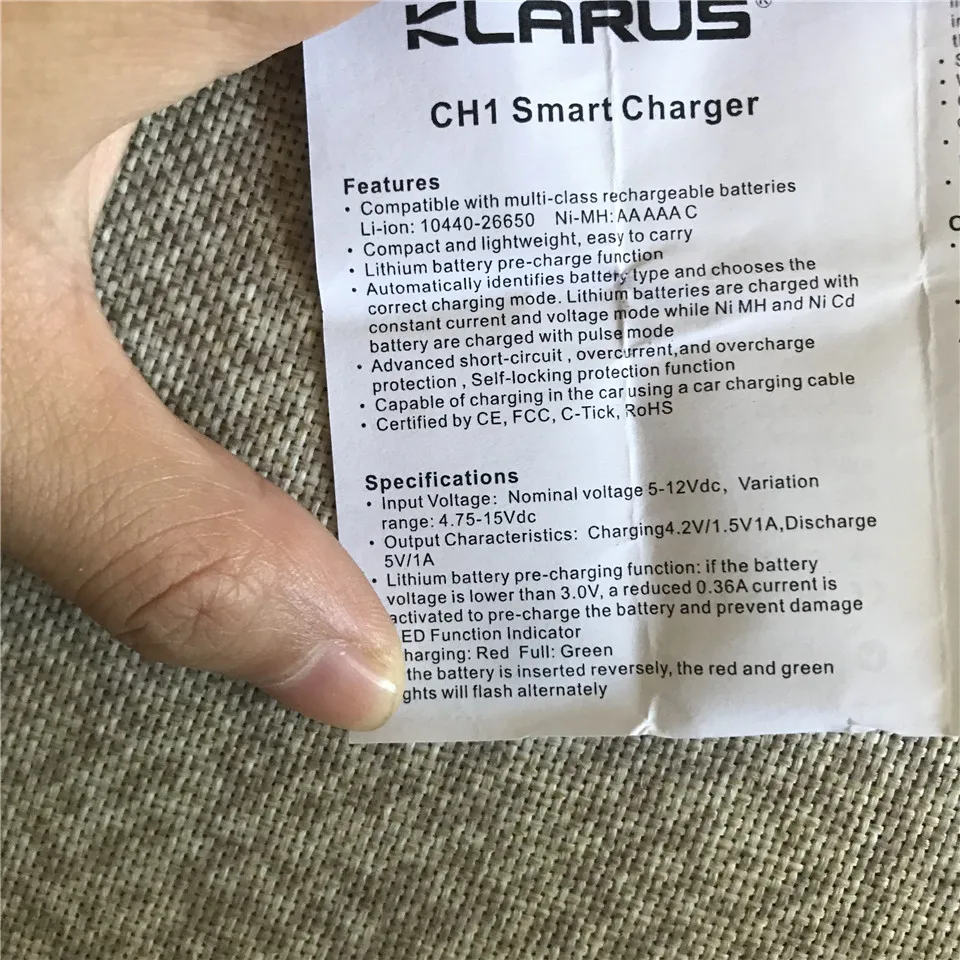 KLARUS®
CH1 Smart Charger
Features
• Compatible with multi-class rechargeable batteries
Li-ion: 10440-26650 Ni-MH: AA AAA C
• Compact and lightweight, easy to carry
• Lithium battery pre-charge function
• Automatically identifies battery type and chooses the
correct charging mode. Lithium batteries are charged with
constant current and voltage mode while Ni MH and Ni Cd
battery are charged with pulse mode
• Advanced short-circuit , overcurrent,and overcharge
protection , Self-locking protection function
• Capable of charging in the car using a car charging cable
• Certified by CE, FCC, C-Tick, RoHS
Specifications
• Input Voltage: Nominal voltage 5-12Vdc, Variation
range: 4.75-15Vdc
• Output Characteristics: Charging4.2V/1.5V1A,Discharge
5V/1A
• Lithium battery pre-charging function: if the battery
voltage is lower than 3.0V, a reduced 0.36A current is
activated to pre-charge the battery and prevent damage
ED Function Indicator
harging: Red Full: Green
the battery is inserted reversely, the red and green
ghts will flash alternately